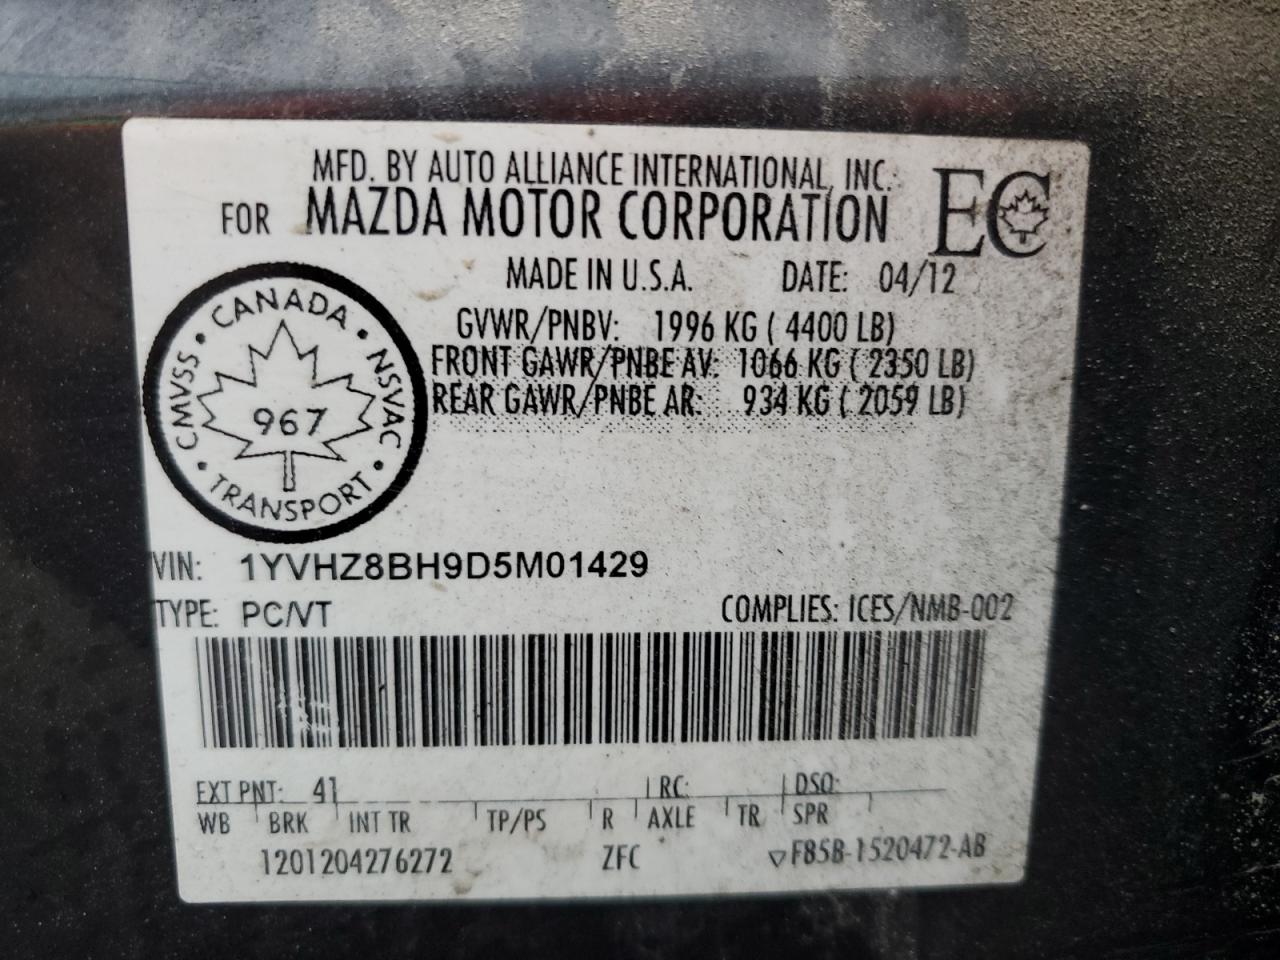 MFD. BY AUTO ALLIANCE INTERNATIONAL, INC.
FOR MAZDA MOTOR CORPORATION
EC
MADE IN U.S.A. DATE: 04/12
GVWR/PNBV: 1996 KG ( 4400 LB)
FRONT GAWR/PNBE AV: 1066 KG ( 2350 LB)
REAR GAWR/PNBE AR: 934 KG ( 2059 LB)
CANADA
CMVSS • NSVAC
967
TRANSPORT
VIN: 1YVHZ8BH9D5M01429
TYPE: PC/VT COMPLIES: ICES/NMB-002
EXT PNT: 41 RC: DSO:
WB BRK INT TR TP/PS R AXLE TR SPR
1201204276272 ZFC ▽F85B-1520472-AB